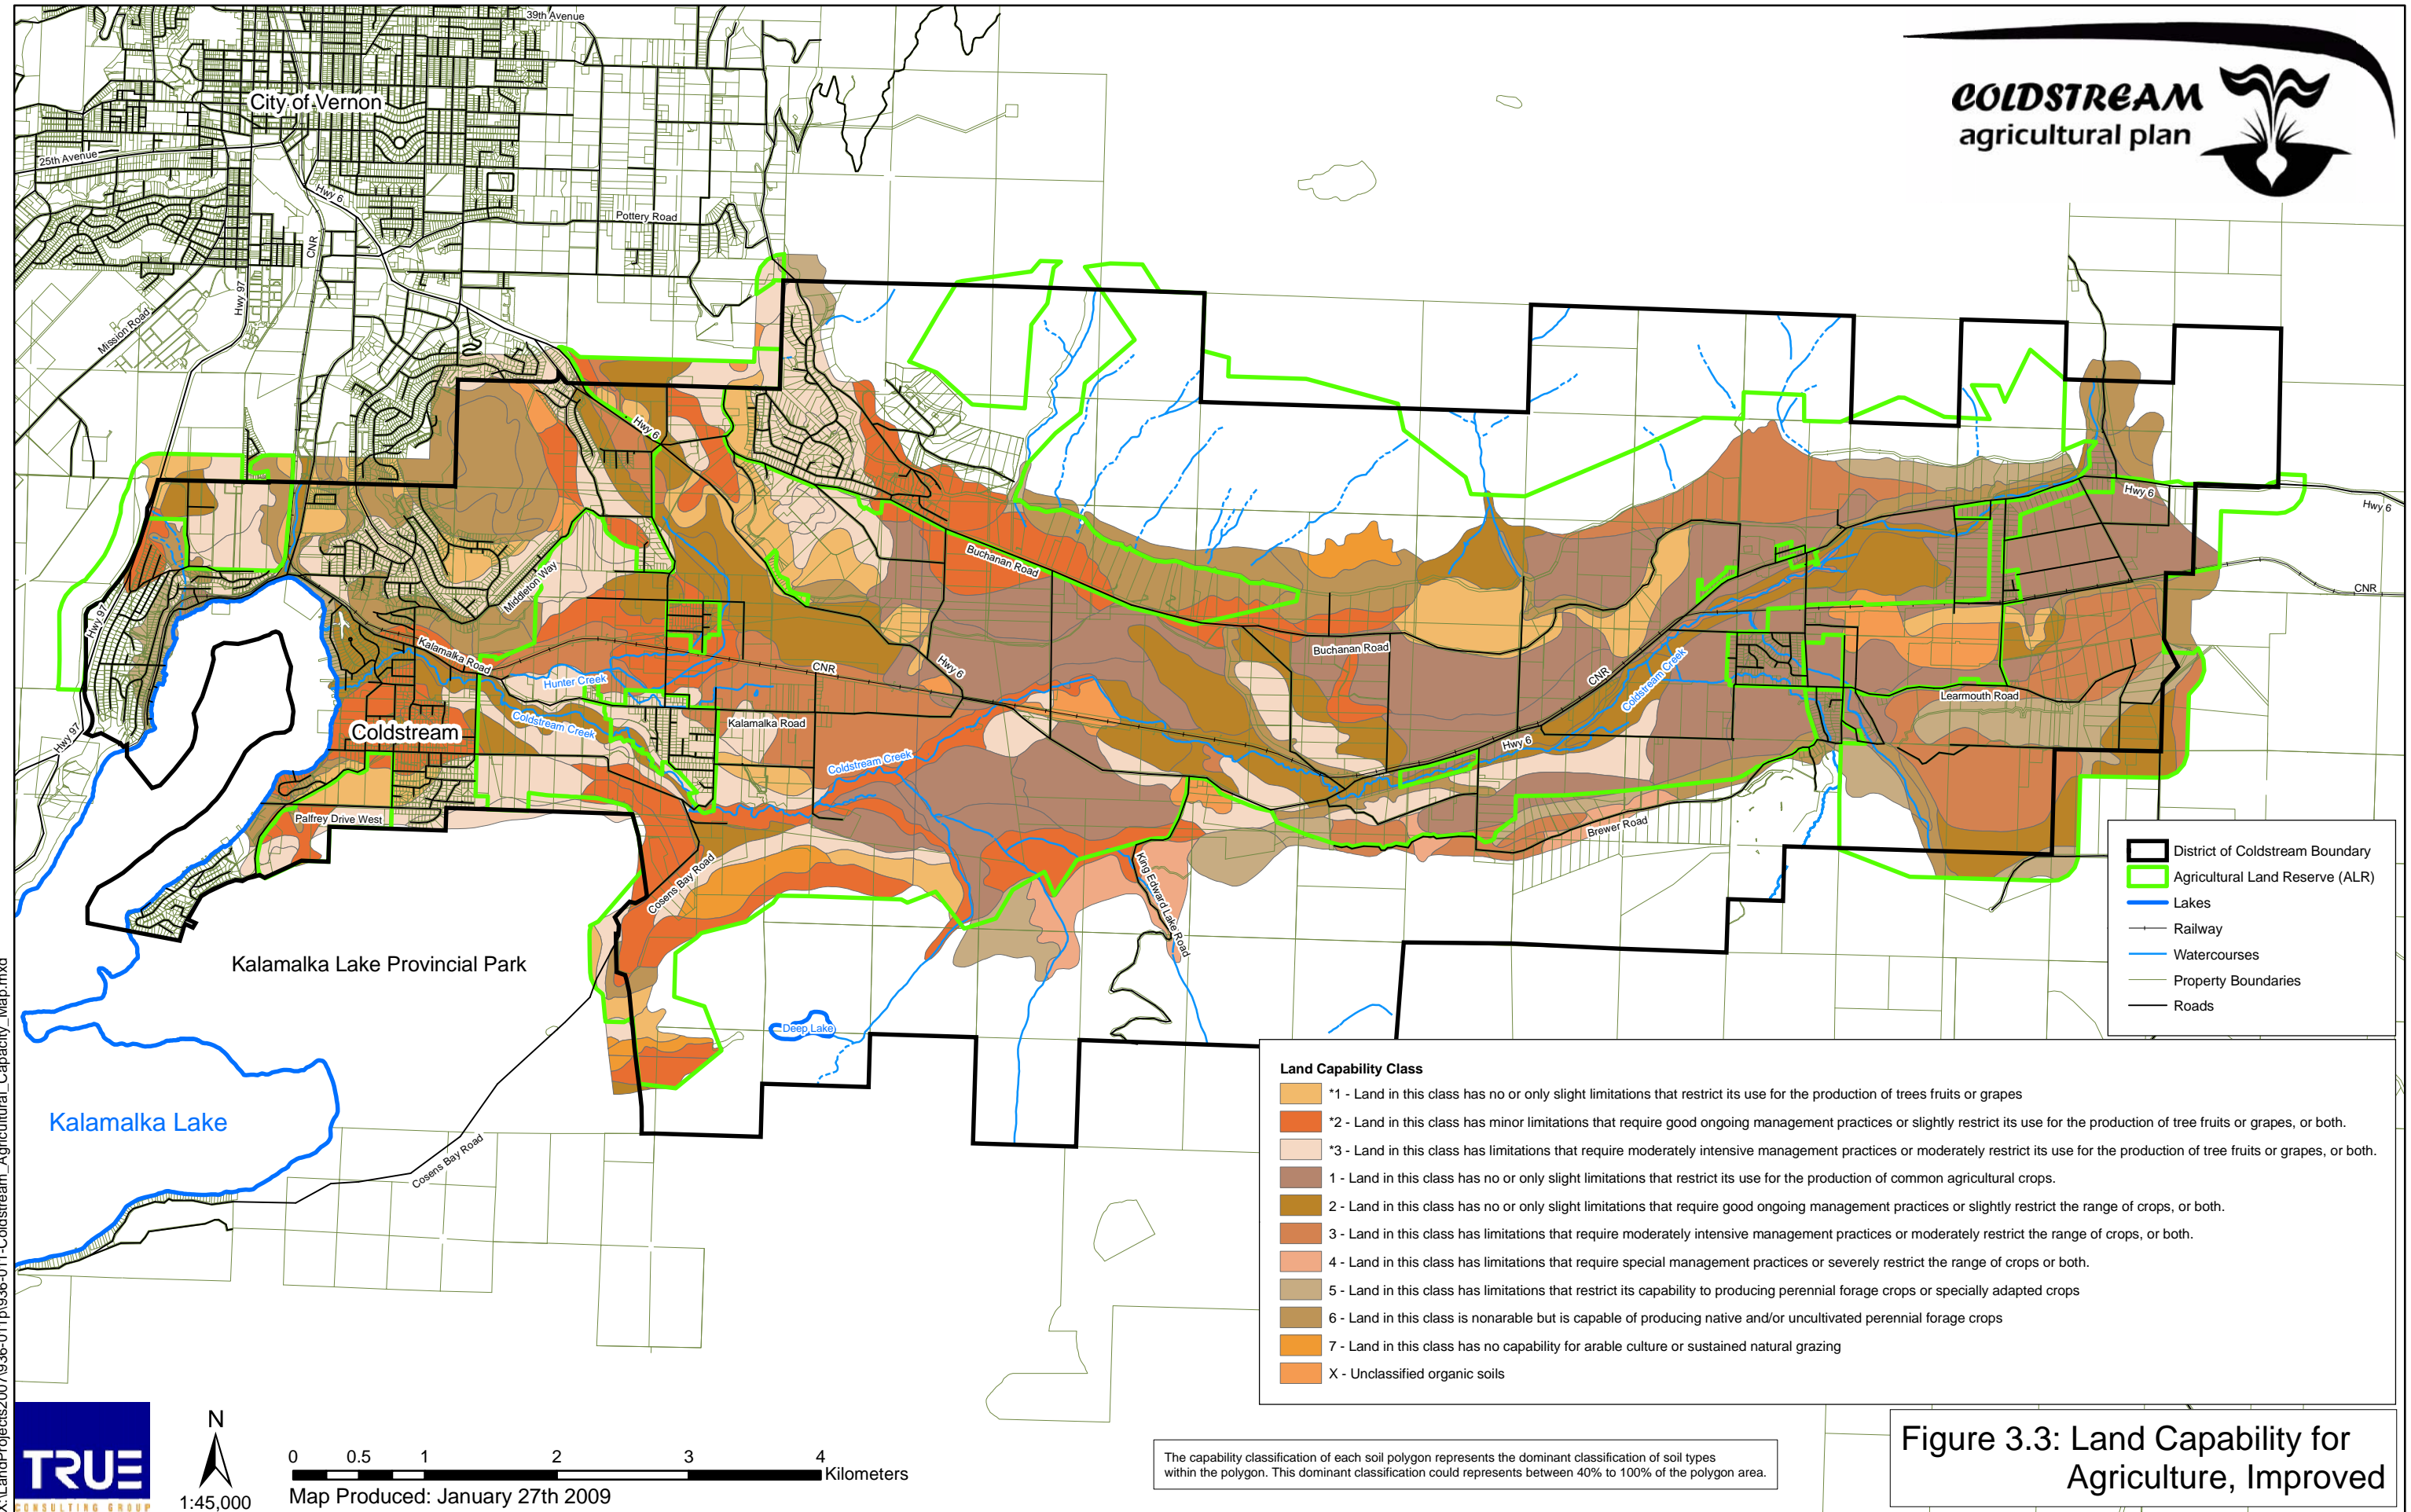 39th Avenue
City of Vernon
25th Avenue
Hwy 6
CNR
Hwy 97
Mission Road
Pottery Road
COLDSTREAM
agricultural plan
Hwy 6
Middleton Way
Buchanan Road
Hwy 6
Hwy 6
CNR
Hwy 97
Kalamalka Road
Hunter Creek
CNR
Hwy 6
Buchanan Road
CNR
Coldstream Creek
Learmouth Road
Hwy 97
Coldstream
Coldstream Creek
Kalamalka Road
Coldstream Creek
Hwy 6
Palfrey Drive West
Brewer Road
Cosens Bay Road
King Edward Lake Road
Kalamalka Lake Provincial Park
Deep Lake
Kalamalka Lake
Cosens Bay Road
District of Coldstream Boundary
Agricultural Land Reserve (ALR)
Lakes
Railway
Watercourses
Property Boundaries
Roads
Land Capability Class
*1 - Land in this class has no or only slight limitations that restrict its use for the production of trees fruits or grapes
*2 - Land in this class has minor limitations that require good ongoing management practices or slightly restrict its use for the production of tree fruits or grapes, or both.
*3 - Land in this class has limitations that require moderately intensive management practices or moderately restrict its use for the production of tree fruits or grapes, or both.
1 - Land in this class has no or only slight limitations that restrict its use for the production of common agricultural crops.
2 - Land in this class has no or only slight limitations that require good ongoing management practices or slightly restrict the range of crops, or both.
3 - Land in this class has limitations that require moderately intensive management practices or moderately restrict the range of crops, or both.
4 - Land in this class has limitations that require special management practices or severely restrict the range of crops or both.
5 - Land in this class has limitations that restrict its capability to producing perennial forage crops or specially adapted crops
6 - Land in this class is nonarable but is capable of producing native and/or uncultivated perennial forage crops
7 - Land in this class has no capability for arable culture or sustained natural grazing
X - Unclassified organic soils
X:\LandProjects2007\936-011\p\936-011-Coldstream_Agricultural_Capacity_Map.mxd
TRUE
CONSULTING GROUP
N
1:45,000
0 0.5 1 2 3 4
Kilometers
Map Produced: January 27th 2009
The capability classification of each soil polygon represents the dominant classification of soil types
within the polygon. This dominant classification could represents between 40% to 100% of the polygon area.
Figure 3.3: Land Capability for
Agriculture, Improved